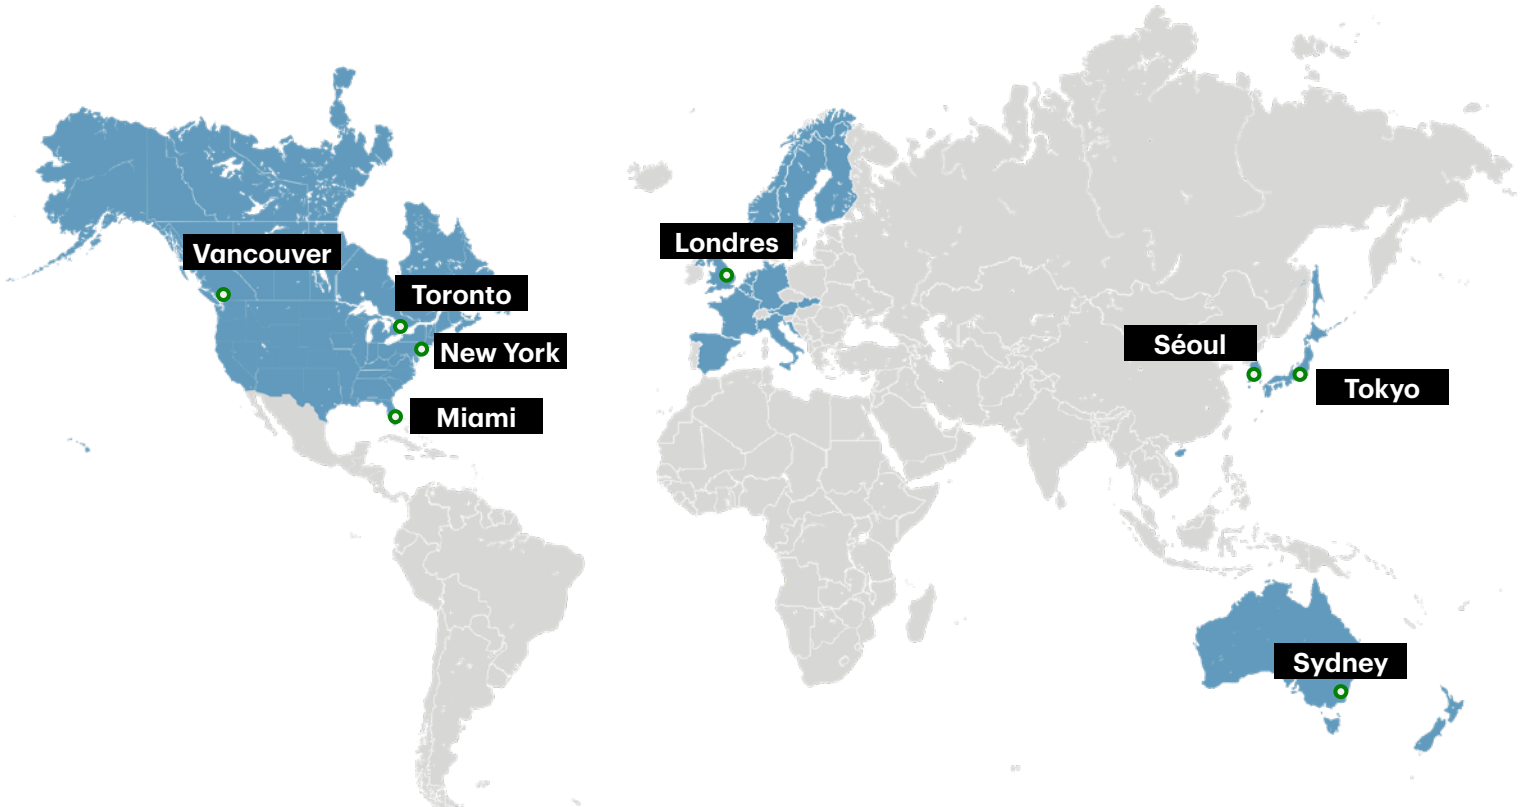 Londres
Vancouver
Toronto
New York
Séoul
Tokyo
Miami
Sydney